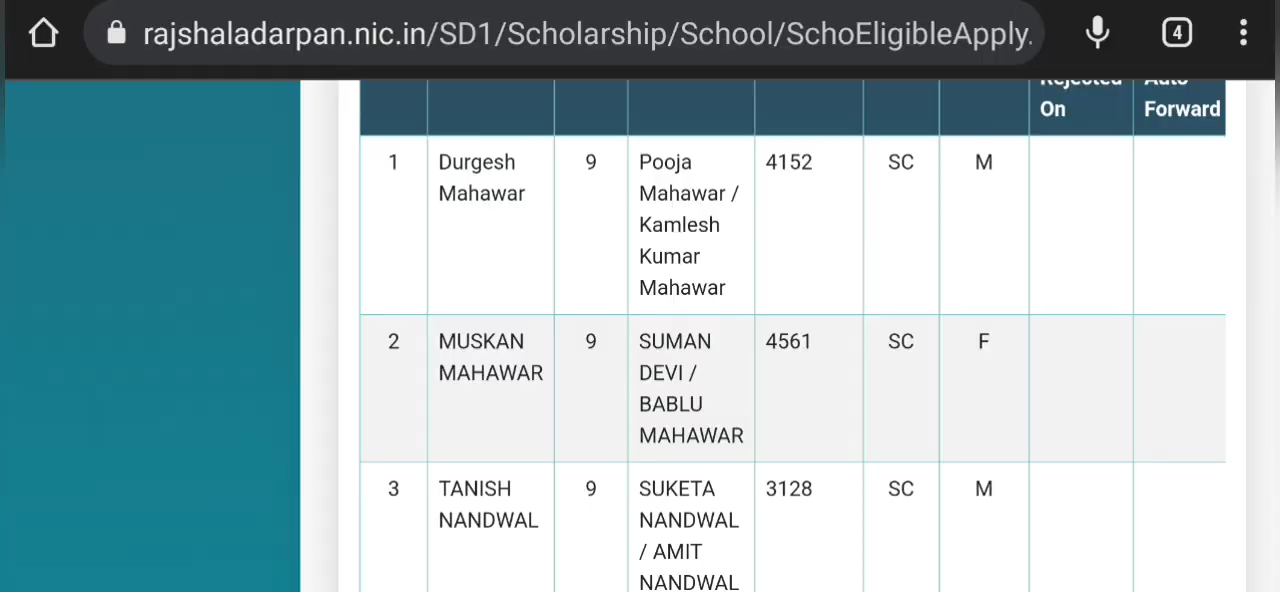 rajshaladarpan.nic.in/SD1/Scholarship/School/SchoEligibleApply.
4
Rejected Auto
On Forward
1 Durgesh 9 Pooja 4152 SC M
Mahawar Mahawar /
Kamlesh
Kumar
Mahawar
2 MUSKAN 9 SUMAN 4561 SC F
MAHAWAR DEVI /
BABLU
MAHAWAR
3 TANISH 9 SUKETA 3128 SC M
NANDWAL NANDWAL
/ AMIT
NANDWAL